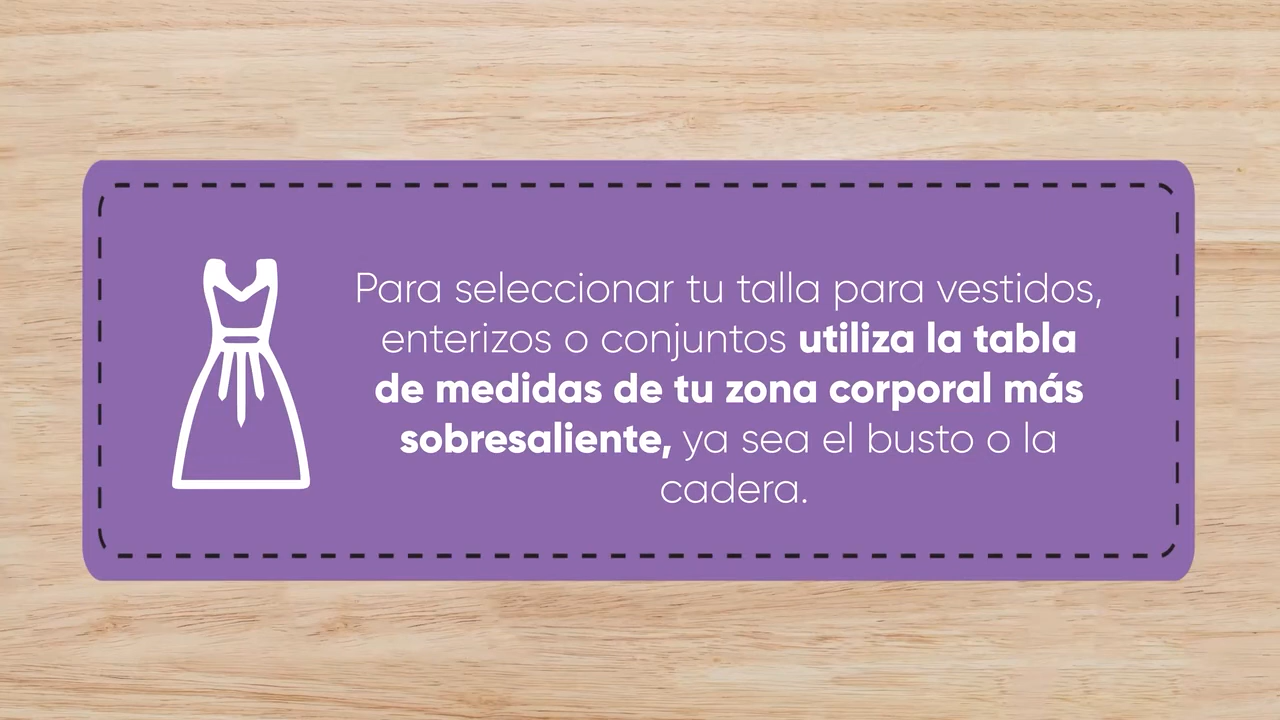 Para seleccionar tu talla para vestidos,
enterizos o conjuntos utiliza la tabla
de medidas de tu zona corporal más
sobresaliente, ya sea el busto o la
cadera.